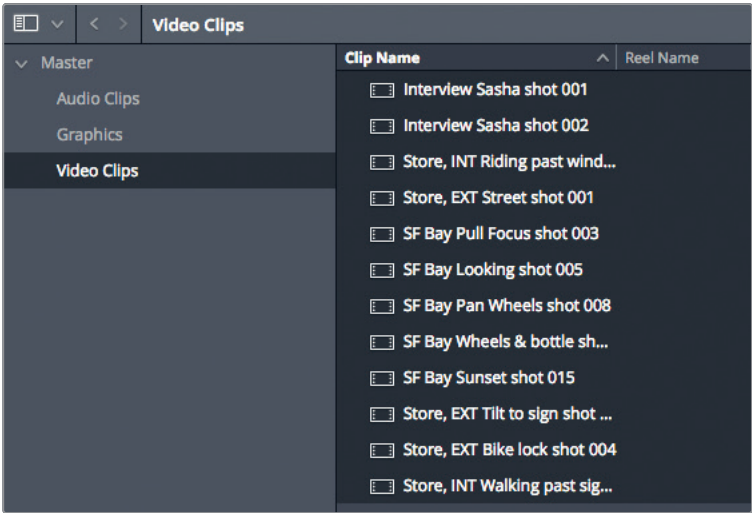 Video Clips
Master
Audio Clips
Graphics
Video Clips
Clip Name Reel Name
Interview Sasha shot 001
Interview Sasha shot 002
Store, INT Riding past wind...
Store, EXT Street shot 001
SF Bay Pull Focus shot 003
SF Bay Looking shot 005
SF Bay Pan Wheels shot 008
SF Bay Wheels & bottle sh...
SF Bay Sunset shot 015
Store, EXT Tilt to sign shot ...
Store, EXT Bike lock shot 004
Store, INT Walking past sig...